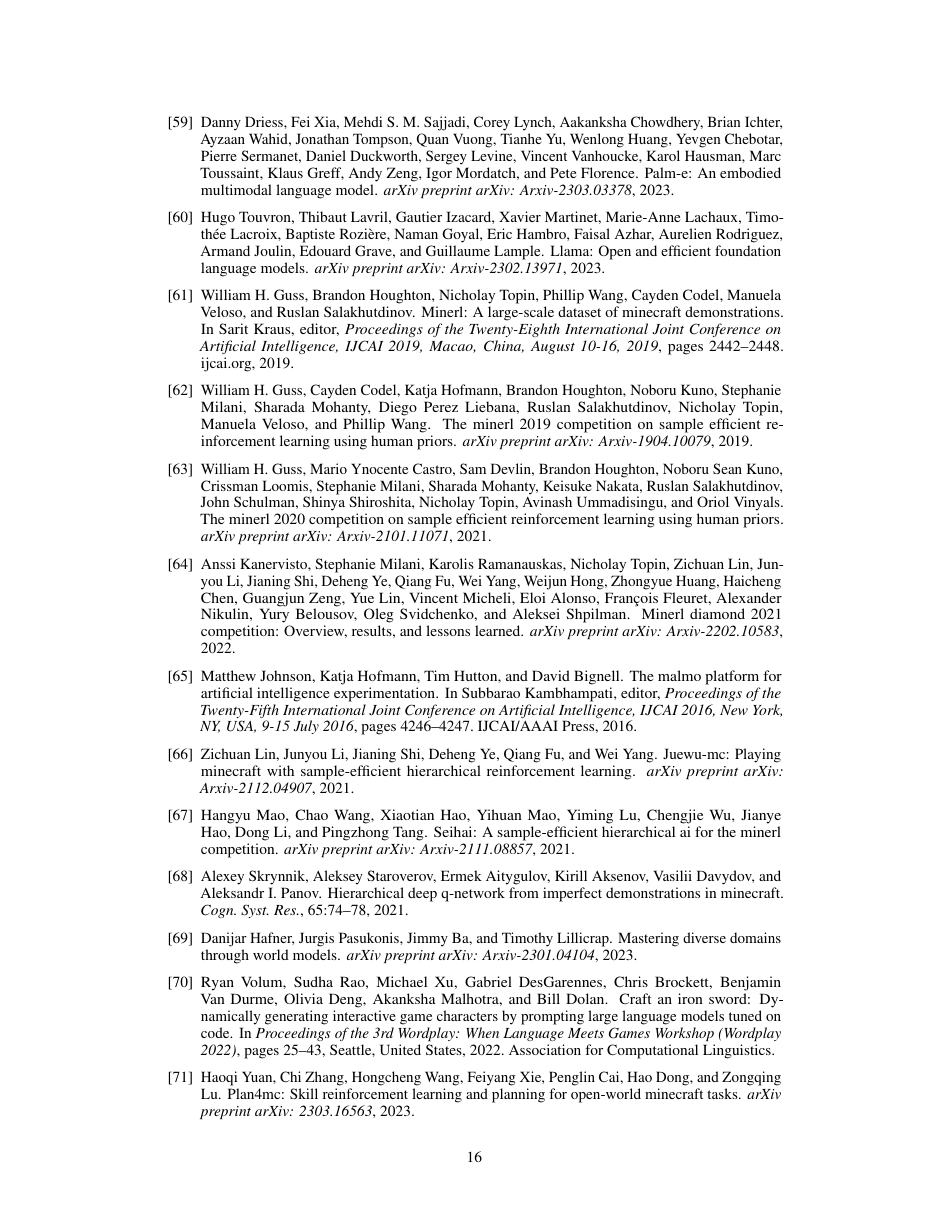 [59] Danny Driess, Fei Xia, Mehdi S. M. Sajjadi, Corey Lynch, Aakanksha Chowdhery, Brian Ichter,
Ayzaan Wahid, Jonathan Tompson, Quan Vuong, Tianhe Yu, Wenlong Huang, Yevgen Chebotar,
Pierre Sermanet, Daniel Duckworth, Sergey Levine, Vincent Vanhoucke, Karol Hausman, Marc
Toussaint, Klaus Greff, Andy Zeng, Igor Mordatch, and Pete Florence. Palm-e: An embodied
multimodal language model. arXiv preprint arXiv: Arxiv-2303.03378, 2023.
[60] Hugo Touvron, Thibaut Lavril, Gautier Izacard, Xavier Martinet, Marie-Anne Lachaux, Timo-
thée Lacroix, Baptiste Rozière, Naman Goyal, Eric Hambro, Faisal Azhar, Aurelien Rodriguez,
Armand Joulin, Edouard Grave, and Guillaume Lample. Llama: Open and efficient foundation
language models. arXiv preprint arXiv: Arxiv-2302.13971, 2023.
[61] William H. Guss, Brandon Houghton, Nicholay Topin, Phillip Wang, Cayden Codel, Manuela
Veloso, and Ruslan Salakhutdinov. Minerl: A large-scale dataset of minecraft demonstrations.
In Sarit Kraus, editor, Proceedings of the Twenty-Eighth International Joint Conference on
Artificial Intelligence, IJCAI 2019, Macao, China, August 10-16, 2019, pages 2442–2448.
ijcai.org, 2019.
[62] William H. Guss, Cayden Codel, Katja Hofmann, Brandon Houghton, Noboru Kuno, Stephanie
Milani, Sharada Mohanty, Diego Perez Liebana, Ruslan Salakhutdinov, Nicholay Topin,
Manuela Veloso, and Phillip Wang. The minerl 2019 competition on sample efficient re-
inforcement learning using human priors. arXiv preprint arXiv: Arxiv-1904.10079, 2019.
[63] William H. Guss, Mario Ynocente Castro, Sam Devlin, Brandon Houghton, Noboru Sean Kuno,
Crissman Loomis, Stephanie Milani, Sharada Mohanty, Keisuke Nakata, Ruslan Salakhutdinov,
John Schulman, Shinya Shiroshita, Nicholay Topin, Avinash Ummadisingu, and Oriol Vinyals.
The minerl 2020 competition on sample efficient reinforcement learning using human priors.
arXiv preprint arXiv: Arxiv-2101.11071, 2021.
[64] Anssi Kanervisto, Stephanie Milani, Karolis Ramanauskas, Nicholay Topin, Zichuan Lin, Jun-
you Li, Jianing Shi, Deheng Ye, Qiang Fu, Wei Yang, Weijun Hong, Zhongyue Huang, Haicheng
Chen, Guangjun Zeng, Yue Lin, Vincent Micheli, Eloi Alonso, François Fleuret, Alexander
Nikulin, Yury Belousov, Oleg Svidchenko, and Aleksei Shpilman. Minerl diamond 2021
competition: Overview, results, and lessons learned. arXiv preprint arXiv: Arxiv-2202.10583,
2022.
[65] Matthew Johnson, Katja Hofmann, Tim Hutton, and David Bignell. The malmo platform for
artificial intelligence experimentation. In Subbarao Kambhampati, editor, Proceedings of the
Twenty-Fifth International Joint Conference on Artificial Intelligence, IJCAI 2016, New York,
NY, USA, 9-15 July 2016, pages 4246–4247. IJCAI/AAAI Press, 2016.
[66] Zichuan Lin, Junyou Li, Jianing Shi, Deheng Ye, Qiang Fu, and Wei Yang. Juewu-mc: Playing
minecraft with sample-efficient hierarchical reinforcement learning. arXiv preprint arXiv:
Arxiv-2112.04907, 2021.
[67] Hangyu Mao, Chao Wang, Xiaotian Hao, Yihuan Mao, Yiming Lu, Chengjie Wu, Jianye
Hao, Dong Li, and Pingzhong Tang. Seihai: A sample-efficient hierarchical ai for the minerl
competition. arXiv preprint arXiv: Arxiv-2111.08857, 2021.
[68] Alexey Skrynnik, Aleksey Staroverov, Ermek Aitygulov, Kirill Aksenov, Vasilii Davydov, and
Aleksandr I. Panov. Hierarchical deep q-network from imperfect demonstrations in minecraft.
Cogn. Syst. Res., 65:74–78, 2021.
[69] Danijar Hafner, Jurgis Pasukonis, Jimmy Ba, and Timothy Lillicrap. Mastering diverse domains
through world models. arXiv preprint arXiv: Arxiv-2301.04104, 2023.
[70] Ryan Volum, Sudha Rao, Michael Xu, Gabriel DesGarennes, Chris Brockett, Benjamin
Van Durme, Olivia Deng, Akanksha Malhotra, and Bill Dolan. Craft an iron sword: Dy-
namically generating interactive game characters by prompting large language models tuned on
code. In Proceedings of the 3rd Wordplay: When Language Meets Games Workshop (Wordplay
2022), pages 25–43, Seattle, United States, 2022. Association for Computational Linguistics.
[71] Haoqi Yuan, Chi Zhang, Hongcheng Wang, Feiyang Xie, Penglin Cai, Hao Dong, and Zongqing
Lu. Plan4mc: Skill reinforcement learning and planning for open-world minecraft tasks. arXiv
preprint arXiv: 2303.16563, 2023.
16